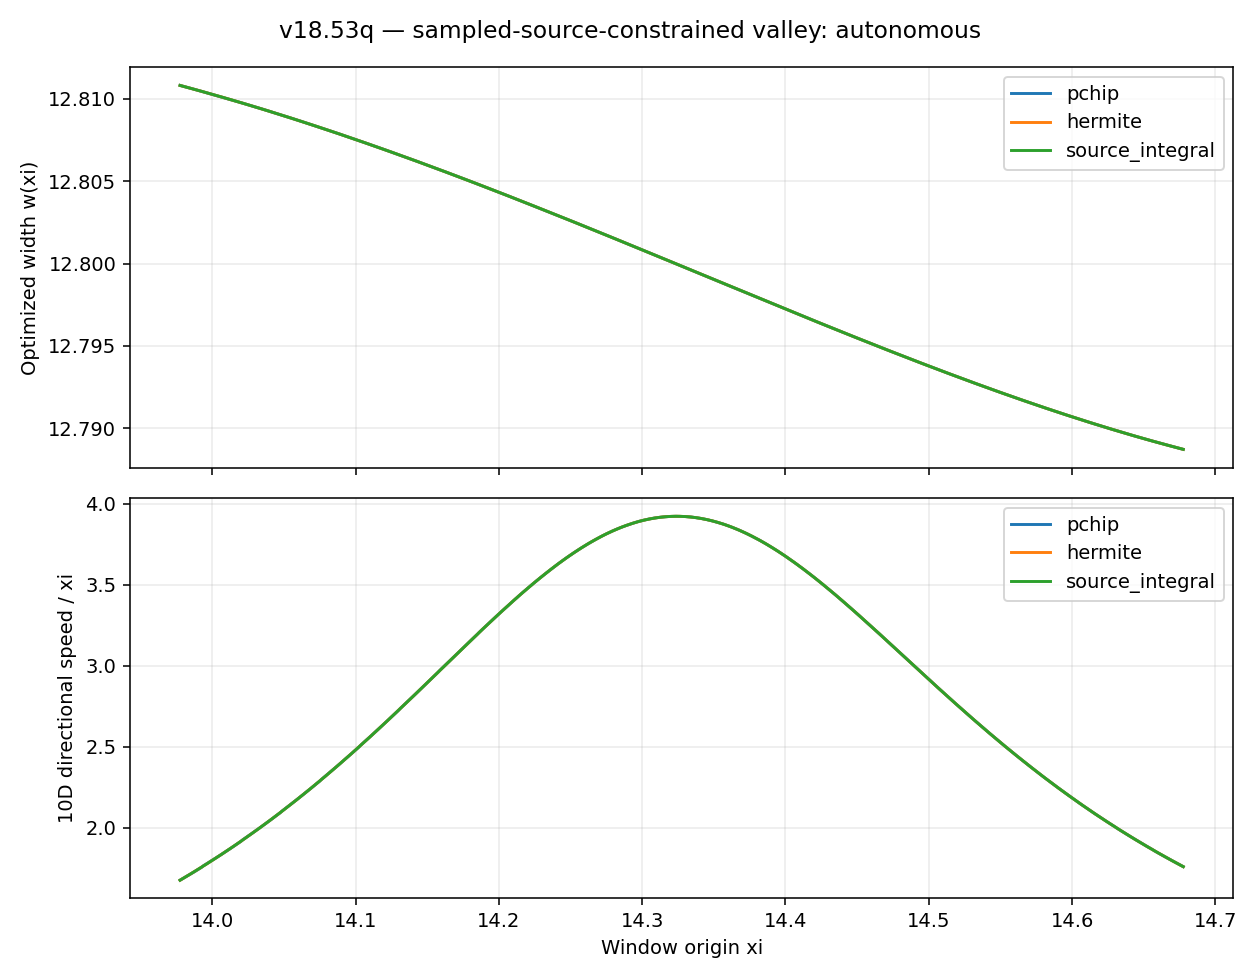 v18.53q — sampled-source-constrained valley: autonomous
Optimized width w(xi)
12.810
12.805
12.800
12.795
12.790
pchip
hermite
source_integral
10D directional speed / xi
4.0
3.5
3.0
2.5
2.0
pchip
hermite
source_integral
14.0 14.1 14.2 14.3 14.4 14.5 14.6 14.7
Window origin xi